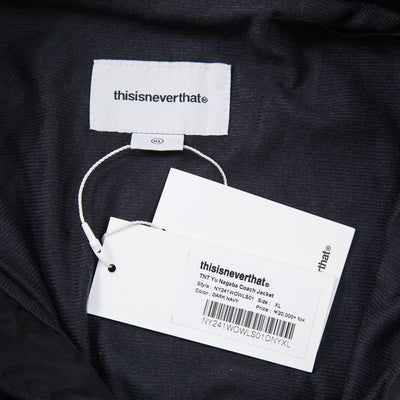 thisisneverthat®
XL
thisisneverthat®
thisisneverthat®
TNT Yu Nagaba Coach Jacket
Style : NY241WOWLS01 Size : XL
Color : DARK NAVY Price : ¥20,000+ tax
NY241WOWLS01DNYXL